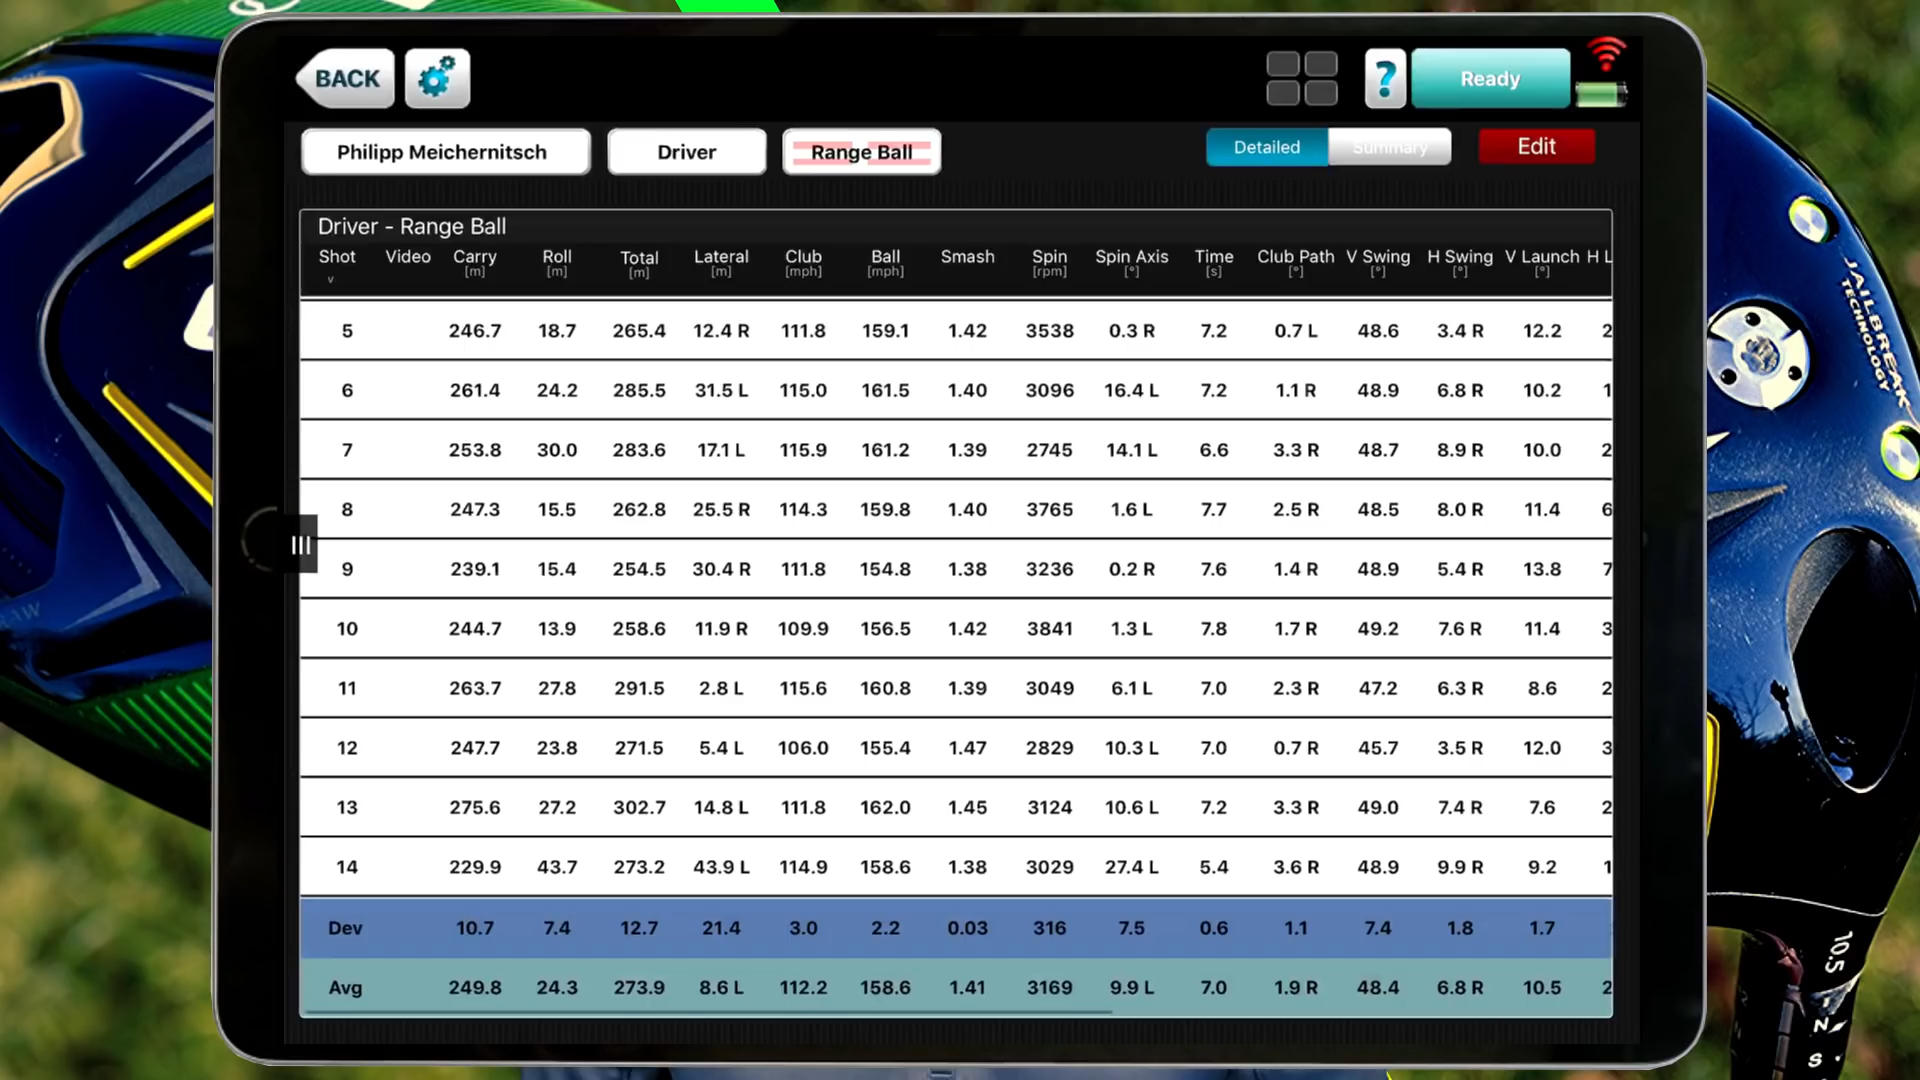 BACK
?
Ready
Philipp Meichernitsch
Driver
Range Ball
Detailed
Summary
Edit
Driver - Range Ball
Shot Video Carry Roll Total Lateral Club Ball Smash Spin Spin Axis Time Club Path V Swing H Swing V Launch H L
v [m] [m] [m] [m] [mph] [mph] [rpm] [°] [s] [°] [°] [°] [°]
5 246.7 18.7 265.4 12.4 R 111.8 159.1 1.42 3538 0.3 R 7.2 0.7 L 48.6 3.4 R 12.2 2
6 261.4 24.2 285.5 31.5 L 115.0 161.5 1.40 3096 16.4 L 7.2 1.1 R 48.9 6.8 R 10.2 1
7 253.8 30.0 283.6 17.1 L 115.9 161.2 1.39 2745 14.1 L 6.6 3.3 R 48.7 8.9 R 10.0 2
8 247.3 15.5 262.8 25.5 R 114.3 159.8 1.40 3765 1.6 L 7.7 2.5 R 48.5 8.0 R 11.4 6
9 239.1 15.4 254.5 30.4 R 111.8 154.8 1.38 3236 0.2 R 7.6 1.4 R 48.9 5.4 R 13.8 7
10 244.7 13.9 258.6 11.9 R 109.9 156.5 1.42 3841 1.3 L 7.8 1.7 R 49.2 7.6 R 11.4 3
11 263.7 27.8 291.5 2.8 L 115.6 160.8 1.39 3049 6.1 L 7.0 2.3 R 47.2 6.3 R 8.6 2
12 247.7 23.8 271.5 5.4 L 106.0 155.4 1.47 2829 10.3 L 7.0 0.7 R 45.7 3.5 R 12.0 3
13 275.6 27.2 302.7 14.8 L 111.8 162.0 1.45 3124 10.6 L 7.2 3.3 R 49.0 7.4 R 7.6 2
14 229.9 43.7 273.2 43.9 L 114.9 158.6 1.38 3029 27.4 L 5.4 3.6 R 48.9 9.9 R 9.2 1
Dev 10.7 7.4 12.7 21.4 3.0 2.2 0.03 316 7.5 0.6 1.1 7.4 1.8 1.7
Avg 249.8 24.3 273.9 8.6 L 112.2 158.6 1.41 3169 9.9 L 7.0 1.9 R 48.4 6.8 R 10.5 2
JAILBREAK
TECHNOLOGY
10.5
N
S